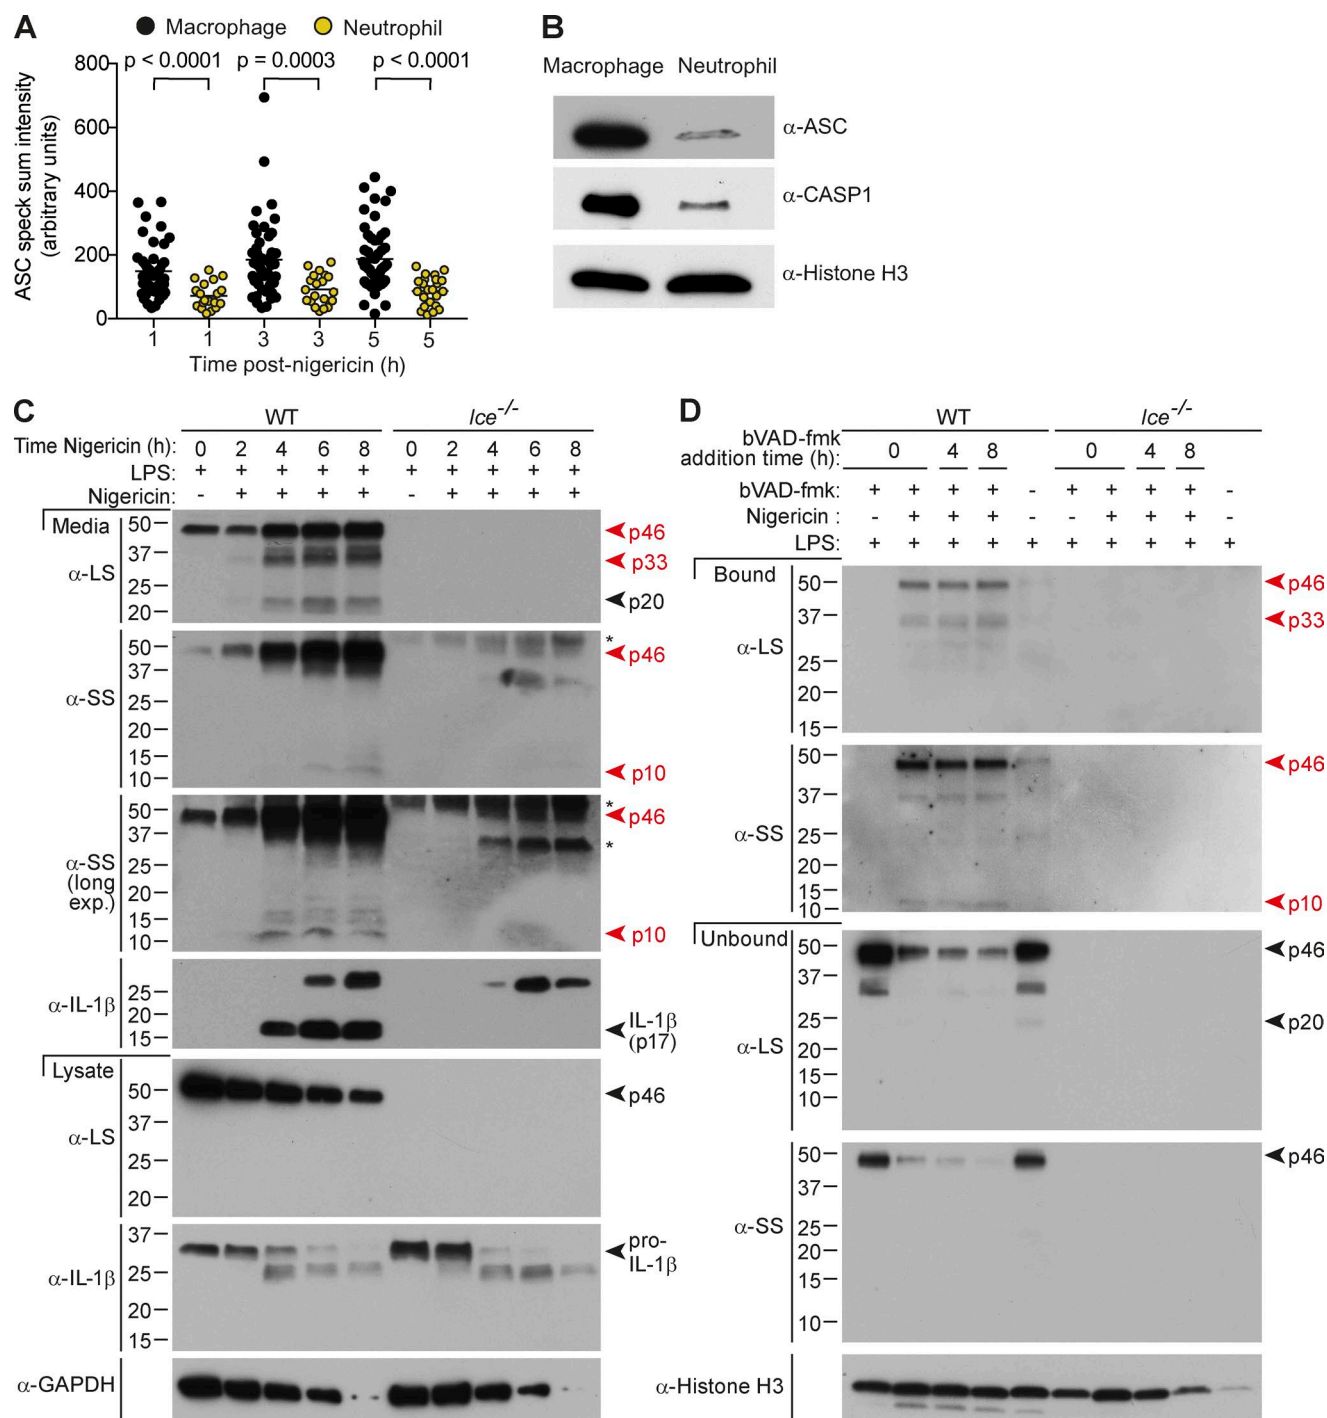 A
Macrophage Neutrophil
p < 0.0001 p = 0.0003 p < 0.0001
ASC speck sum intensity
(arbitrary units)
800
600
400
200
0
1 1 3 3 5 5
Time post-nigericin (h)
B
Macrophage Neutrophil
α-ASC
α-CASP1
α-Histone H3
C
WT Ice-/-
Time Nigericin (h): 0 2 4 6 8 0 2 4 6 8
LPS: + + + + + + + + + +
Nigericin: - + + + + - + + + +
Media
α-LS
50
37
25
20
p46
p33
p20
α-SS
50
37
25
20
15
10
*
p46
p10
α-SS
(long
exp.)
50
37
25
20
15
10
*
p46
*
p10
α-IL-1β
25
20
15
IL-1β
(p17)
Lysate
α-LS
50
37
25
20
p46
α-IL-1β
37
25
20
15
pro-
IL-1β
α-GAPDH
D
WT Ice-/-
bVAD-fmk
addition time (h): 0 4 8 0 4 8
bVAD-fmk: + + + + - + + + + -
Nigericin : - + + + - - + + + -
LPS: + + + + + + + + + +
Bound
α-LS
50
37
25
20
15
p46
p33
α-SS
50
37
25
20
15
10
p46
p10
Unbound
α-LS
50
37
25
20
15
10
p46
p20
α-SS
50
37
25
20
15
10
p46
α-Histone H3